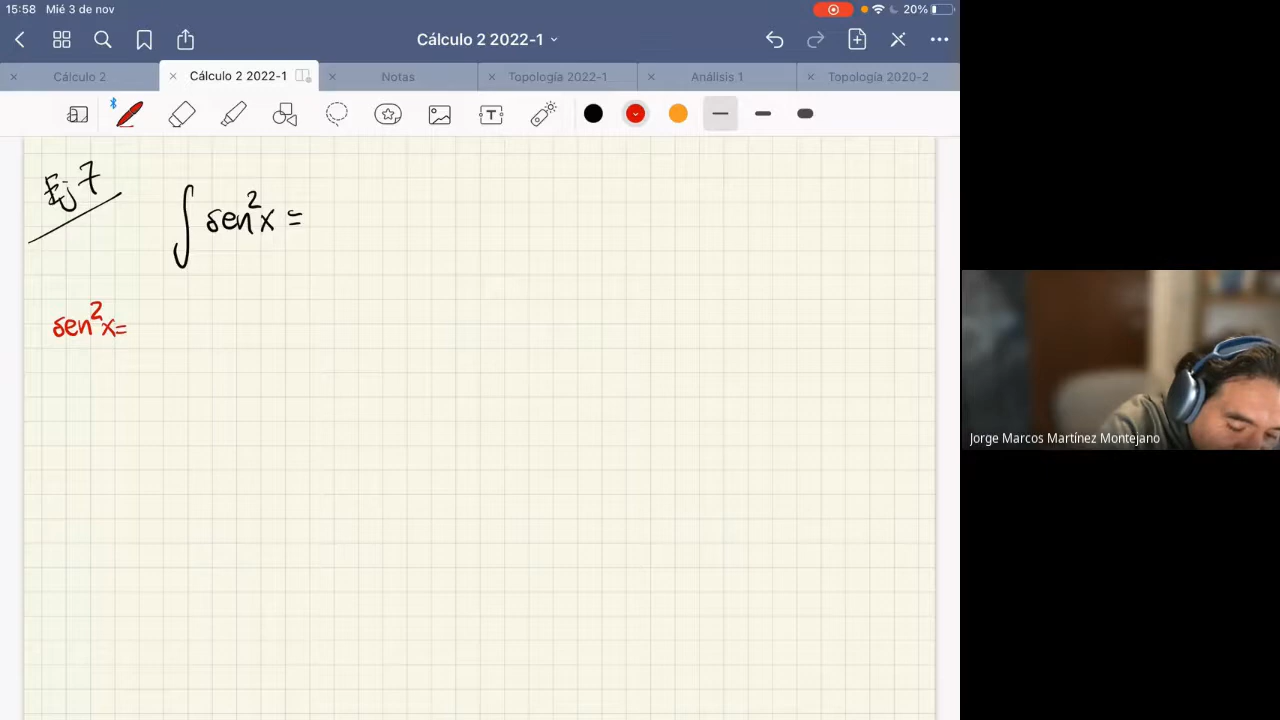 15:58 Mié 3 de nov 20%
Cálculo 2 2022-1
Cálculo 2 Cálculo 2 2022-1 Notas Topología 2022-1 Análisis 1 Topología 2020-2
Ej 7
∫ sen²x =
sen²x=
Jorge Marcos Martínez Montejano